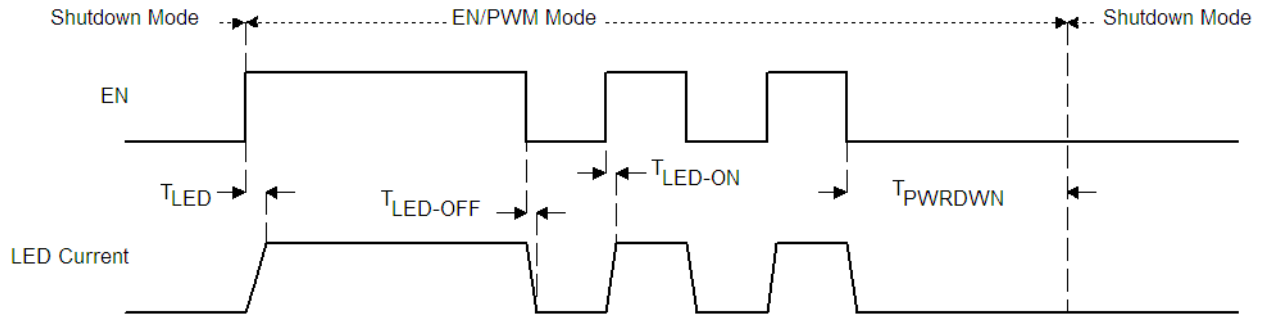 Shutdown Mode
EN/PWM Mode
Shutdown Mode
EN
TLED
TLED-OFF
TLED-ON
TPWRDWN
LED Current